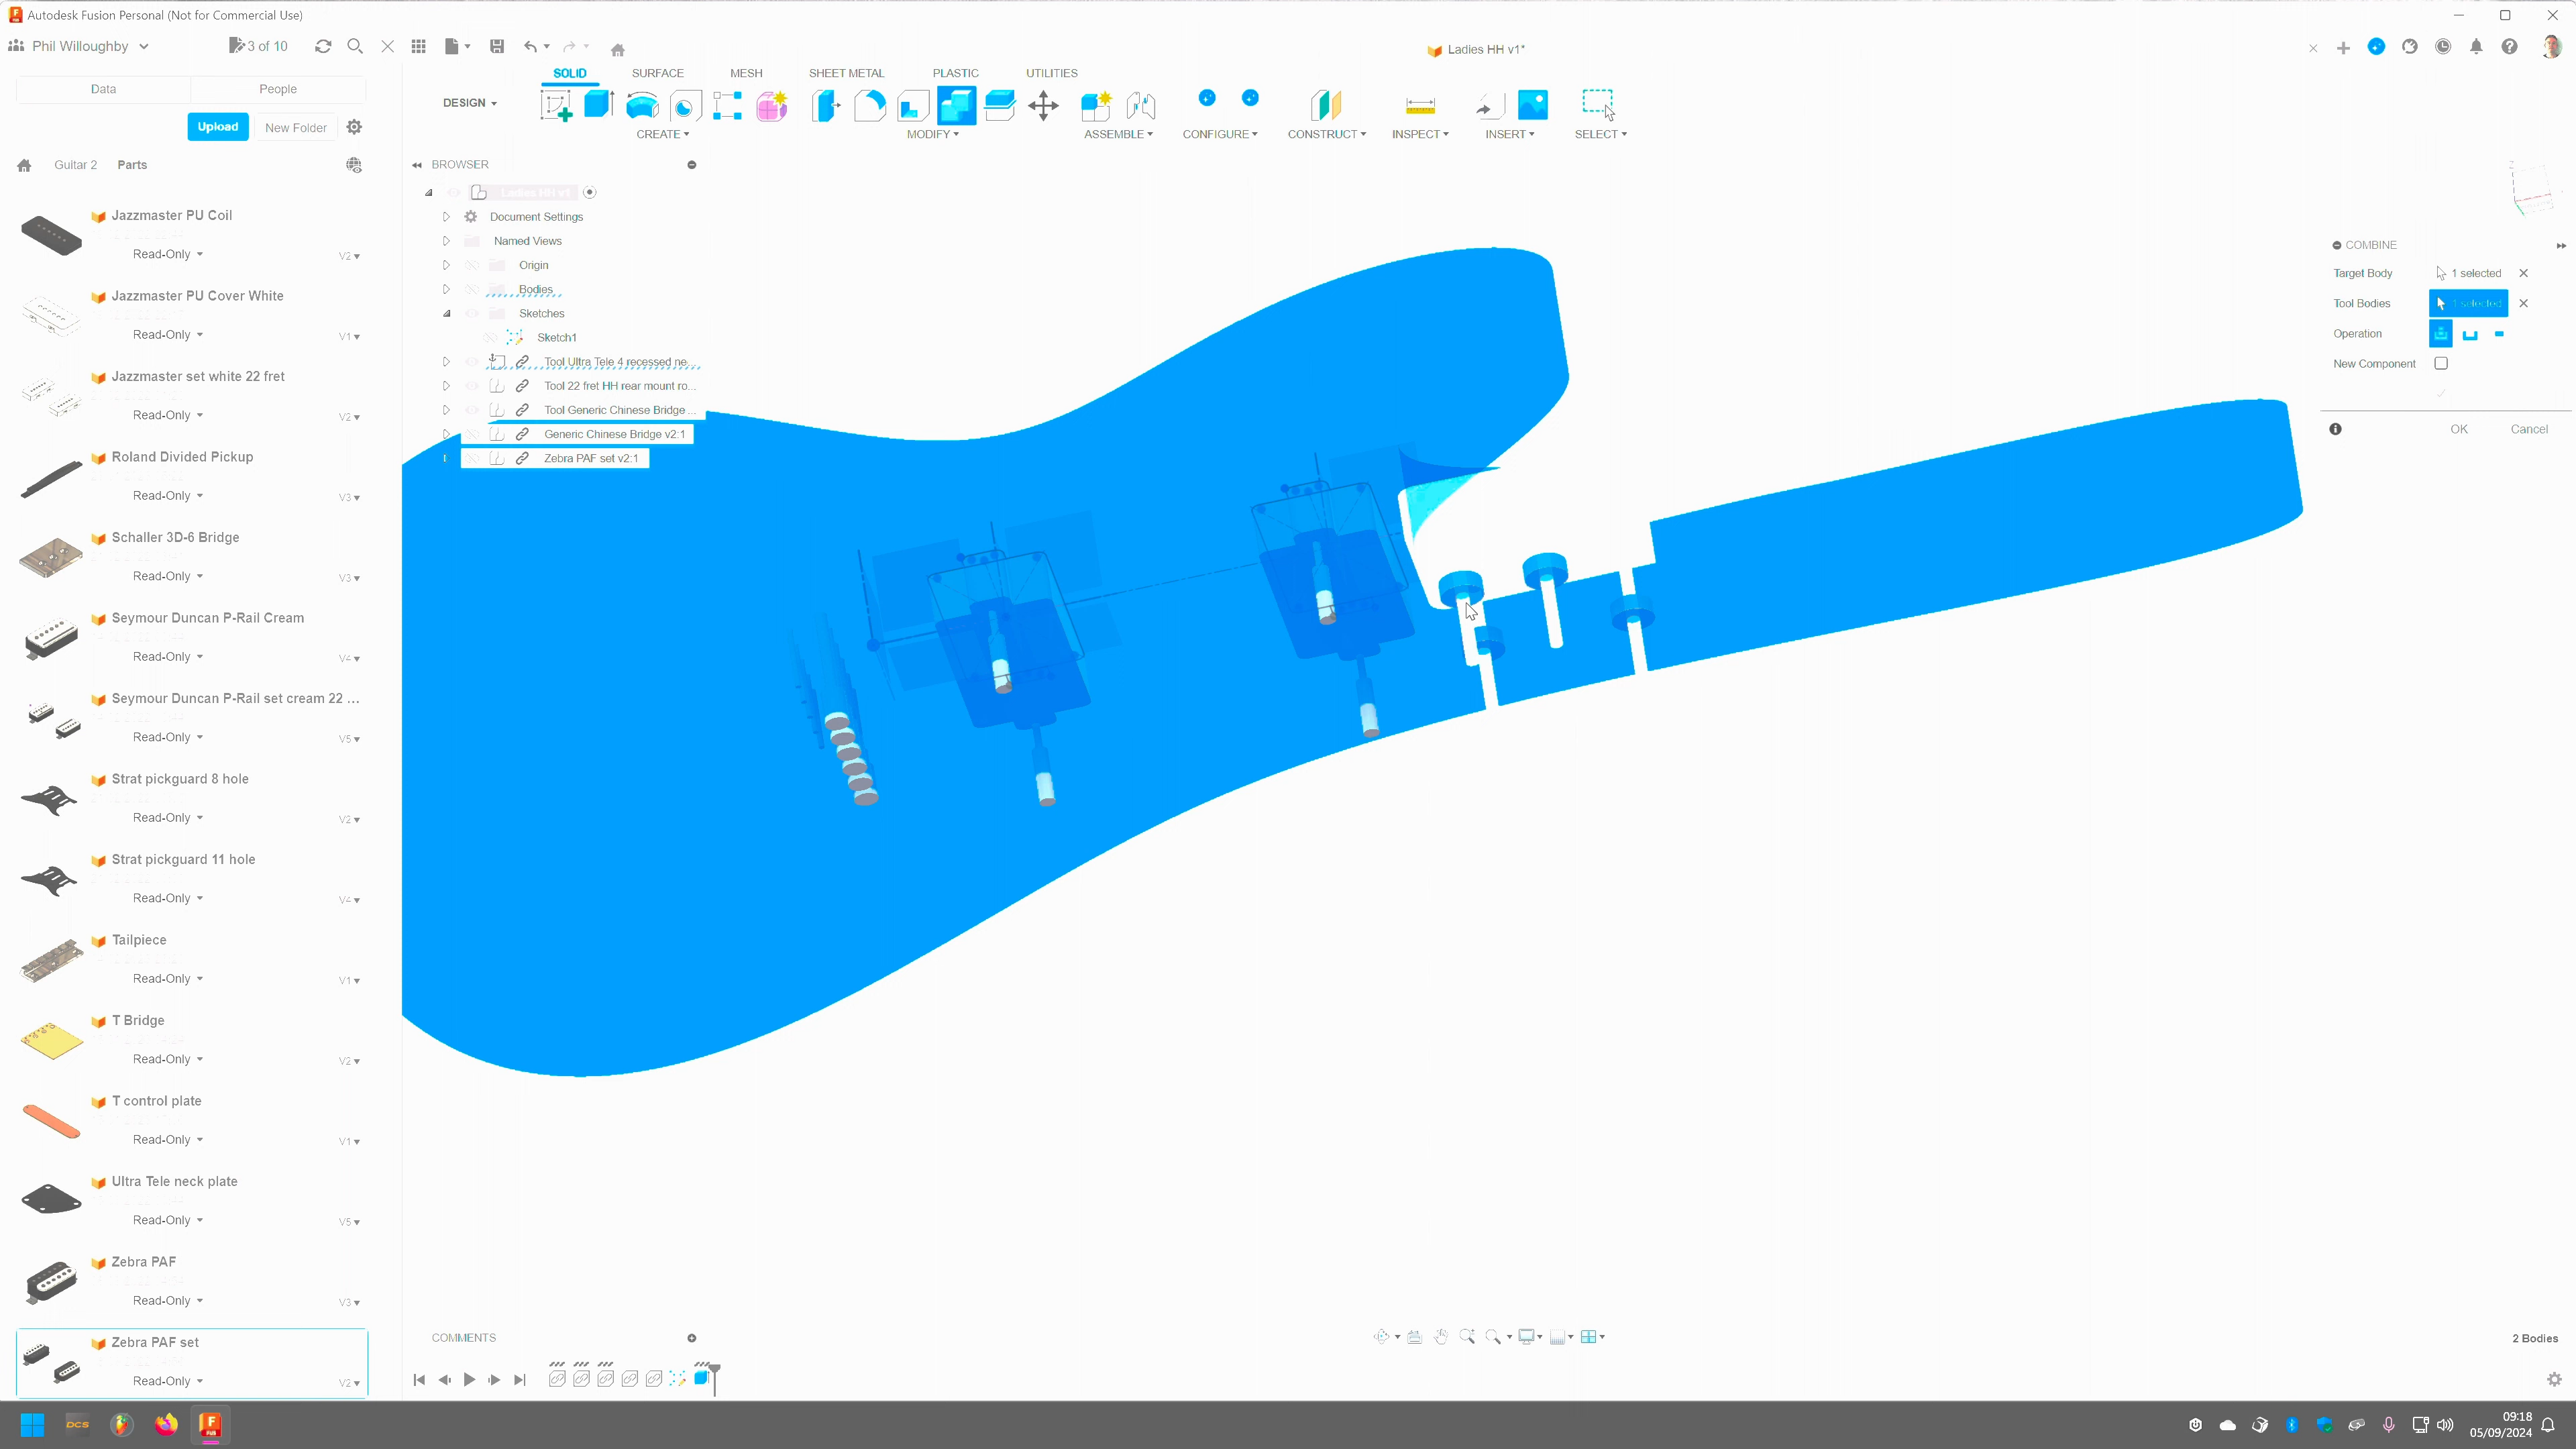 Autodesk Fusion Personal (Not for Commercial Use)
Phil Willoughby
3 of 10
Ladies HH v1*
Data
People
Upload
New Folder
Guitar 2
Parts
Jazzmaster PU Coil
Read-Only
V2
Jazzmaster PU Cover White
Read-Only
V1
Jazzmaster set white 22 fret
Read-Only
V2
Roland Divided Pickup
Read-Only
V3
Schaller 3D-6 Bridge
Read-Only
V3
Seymour Duncan P-Rail Cream
Read-Only
V4
Seymour Duncan P-Rail set cream 22 ...
Read-Only
V5
Strat pickguard 8 hole
Read-Only
V2
Strat pickguard 11 hole
Read-Only
V4
Tailpiece
Read-Only
V1
T Bridge
Read-Only
V2
T control plate
Read-Only
V1
Ultra Tele neck plate
Read-Only
V5
Zebra PAF
Read-Only
V3
Zebra PAF set
Read-Only
V2
DESIGN
SOLID
SURFACE
MESH
SHEET METAL
PLASTIC
UTILITIES
CREATE
MODIFY
ASSEMBLE
CONFIGURE
CONSTRUCT
INSPECT
INSERT
SELECT
BROWSER
Ladies HH v1
Document Settings
Named Views
Origin
Bodies
Sketches
Sketch1
Tool Ultra Tele 4 recessed ne...
Tool 22 fret HH rear mount ro...
Tool Generic Chinese Bridge ...
Generic Chinese Bridge v2:1
Zebra PAF set v2:1
Z
COMBINE
Target Body
1 selected
Tool Bodies
1 selected
Operation
New Component
OK
Cancel
COMMENTS
2 Bodies
DCS
F
FUS
09:18
05/09/2024